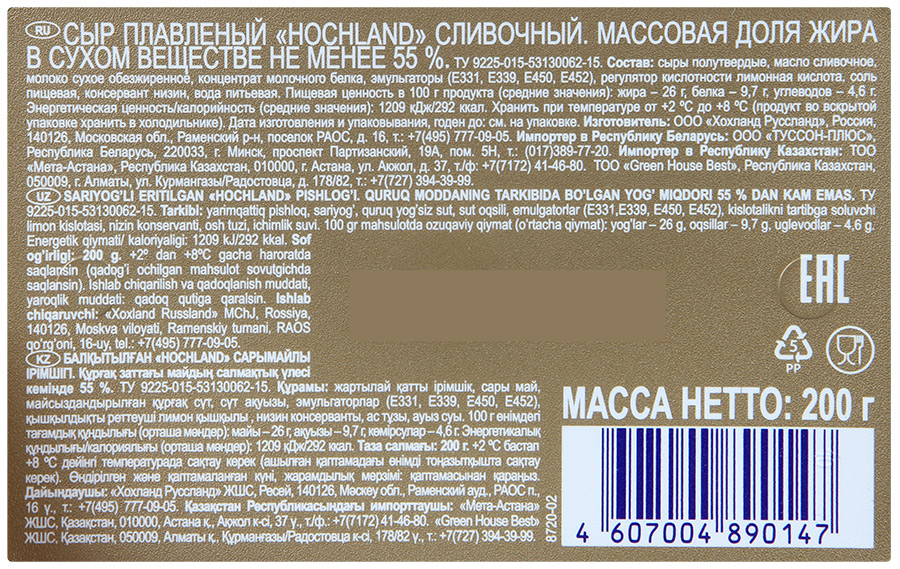 RU СЫР ПЛАВЛЕНЫЙ «HOCHLAND» СЛИВОЧНЫЙ. МАССОВАЯ ДОЛЯ ЖИРА
В СУХОМ ВЕЩЕСТВЕ НЕ МЕНЕЕ 55 %. ТУ 9225-015-53130062-15. Состав: сыры полутвердые, масло сливочное,
молоко сухое обезжиренное, концентрат молочного белка, эмульгаторы (E331, E339, E450, E452), регулятор кислотности лимонная кислота, соль
пищевая, консервант низин, вода питьевая. Пищевая ценность в 100 г продукта (средние значения): жира – 26 г, белка – 9,7 г, углеводов – 4,6 г.
Энергетическая ценность/калорийность (средние значения): 1209 кДж/292 ккал. Хранить при температуре от +2 °С до +8 °С (продукт во вскрытой
упаковке хранить в холодильнике). Дата изготовления и упаковывания, годен до: см. на упаковке. Изготовитель: ООО «Хохланд Руссланд», Россия,
140126, Московская обл., Раменский р-н, поселок РАОС, д. 16, т.: +7(495) 777-09-05. Импортер в Республику Беларусь: ООО «ТУССОН-ПЛЮС»,
Республика Беларусь, 220033, г. Минск, проспект Партизанский, 19А, пом. 5Н, т.: (017)389-77-20. Импортер в Республику Казахстан: ТОО
«Мета-Астана», Республика Казахстан, 010000, г. Астана, ул. Акжол, д. 37, т./ф: +7(7172) 41-46-80. ТОО «Green House Best», Республика Казахстан,
050009, г. Алматы, ул. Курмангазы/Радостовца, д. 178/82, т.: +7(727) 394-39-99.
UZ SARIYOG'LI ERITILGAN «HOCHLAND» PISHLOG'I. QURUQ MODDANING TARKIBIDA BO'LGAN YOG' MIQDORI 55 % DAN KAM EMAS. ТУ
9225-015-53130062-15. Tarkibi: yarimqattiq pishloq, sariyog', quruq yog'siz sut, sut oqsili, emulgatorlar (E331,E339, E450, E452), kislotalikni tartibga soluvchi
limon kislotasi, nizin konservanti, osh tuzi, ichimlik suvi. 100 gr mahsulotda ozuqaviy qiymat (o'rtacha qiymat): yog'lar – 26 g, oqsillar – 9,7 g, uglevodlar – 4,6 g.
Energetik qiymati/ kaloriyaligi: 1209 kJ/292 kkal. Sof
og'irligi: 200 g. +2º dan +8ºC gacha haroratda
saqlansin (qadog'i ochilgan mahsulot sovutgichda
saqlansin). Ishlab chiqarilish va qadoqlanish muddati,
yaroqlik muddati: qadoq qutiga qaralsin. Ishlab
chiqaruvchi: «Xoxland Russland» MChJ, Rossiya,
140126, Moskva viloyati, Ramenskiy tumani, RAOS
qo'rg'oni, 16-uy, tel.: +7(495) 777-09-05.
KZ БАЛҚЫТЫЛҒАН «HOCHLAND» САРЫМАЙЛЫ
ІРІМШІГІ. Құрғақ заттағы майдың салмақтық үлесі
кемінде 55 %. ТУ 9225-015-53130062-15. Құрамы: жартылай қатты ірімшік, сары май,
майсыздандырылған құрғақ сүт, сүт ақуызы, эмульгаторлар (E331, E339, E450, E452),
қышқылдықты реттеуші лимон қышқылы , низин консерванты, ас тұзы, ауыз суы. 100 г өнімдегі
тағамдық құндылығы (орташа мөндер): майы – 26 г, ақуызы – 9,7 г, көмірсулар – 4,6 г. Энергетикалық
құндылығы/калориялығы (орташа мөндер): 1209 кДж/292 ккал. Таза салмағы: 200 г. +2 °С бастап
+8 °С дейінгі температурада сақтау керек (ашылған қаптамадағы өнімді тоңазытқышта сақтау
керек). Өндірілген және қапталаманған күні, жарамдылық мерзімі: қаптамасынан қараңыз.
Дайындаушы: «Хохланд Руссланд» ЖШС, Ресей, 140126, Мәскеу обл., Раменский ауд., РАОС п.,
16 ү., т.: +7(495) 777-09-05. Қазақстан Республикасындағы импорттаушы: «Мета-Астана»
ЖШС, Қазақстан, 010000, Астана қ., Ақжол к-сі, 37 ү., т./ф.: +7(7172) 41-46-80. «Green House Best»
ЖШС, Қазақстан, 050009, Алматы қ., Құрманғазы/Радостовца к-сі, 178/82 ү., т.: +7(727) 394-39-99.
EAC
5
PP
МАССА НЕТТО: 200 г
8720-02
4 607004 890147